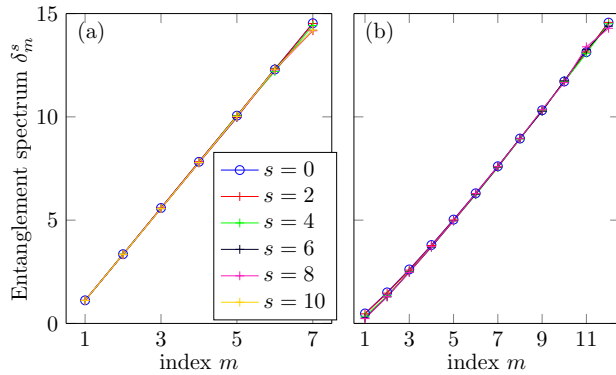 Entanglement spectrum δₘˢ
15
10
5
0
(a)
(b)
s = 0
s = 2
s = 4
s = 6
s = 8
s = 10
1 3 5 7
1 3 5 7 9 11
index m
index m